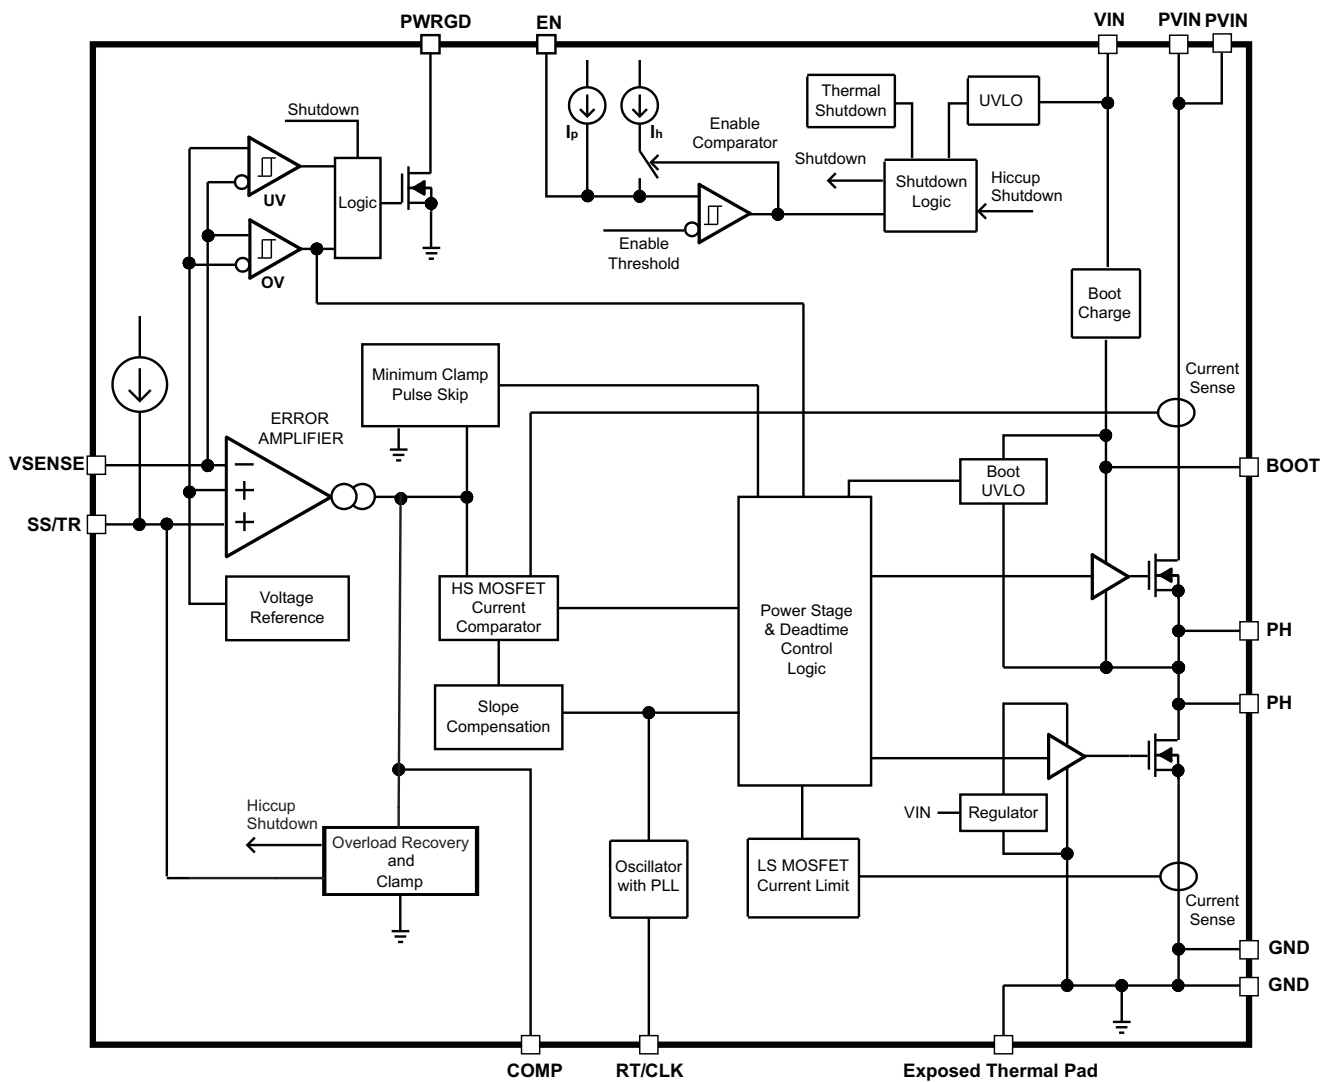 PWRGD
EN
VIN
PVIN
PVIN
Shutdown
UV
Logic
OV
Ip
Ih
Enable
Comparator
Enable
Threshold
Thermal
Shutdown
UVLO
Shutdown
Shutdown
Logic
Hiccup
Shutdown
Boot
Charge
Current
Sense
Minimum Clamp
Pulse Skip
ERROR
AMPLIFIER
VSENSE
−
+
SS/TR
+
BOOT
Boot
UVLO
Voltage
Reference
HS MOSFET
Current
Comparator
Power Stage
& Deadtime
Control
Logic
PH
Slope
Compensation
PH
Hiccup
Shutdown
Overload Recovery
and
Clamp
VIN
Regulator
Oscillator
with PLL
LS MOSFET
Current Limit
Current
Sense
GND
GND
COMP
RT/CLK
Exposed Thermal Pad